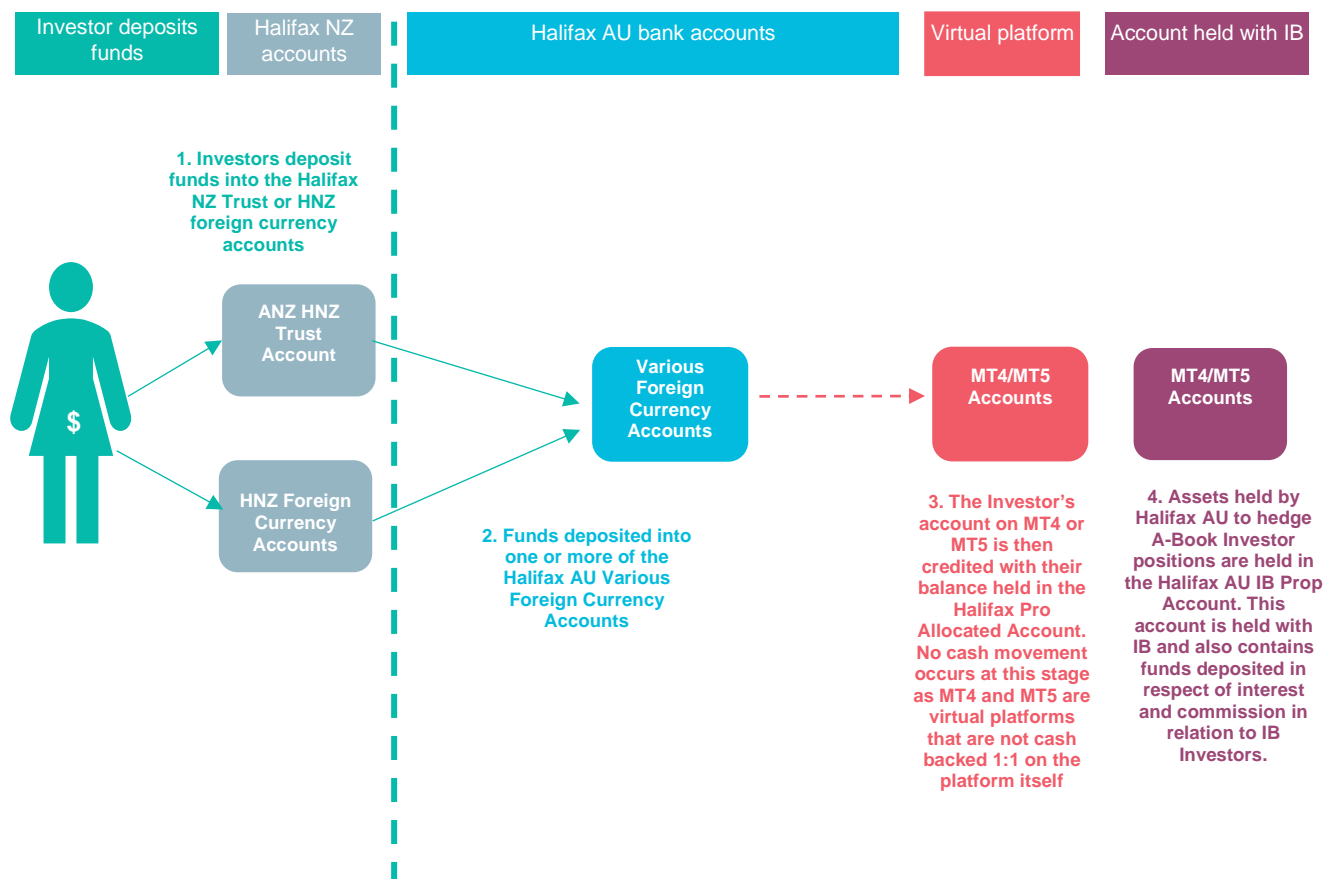 Investor deposits
funds
Halifax NZ
accounts
Halifax AU bank accounts
Virtual platform
Account held with IB
1. Investors deposit
funds into the Halifax
NZ Trust or HNZ
foreign currency
accounts
$
ANZ HNZ
Trust
Account
HNZ Foreign
Currency
Accounts
Various
Foreign
Currency
Accounts
2. Funds deposited into
one or more of the
Halifax AU Various
Foreign Currency
Accounts
MT4/MT5
Accounts
3. The Investor’s
account on MT4 or
MT5 is then
credited with their
balance held in the
Halifax Pro
Allocated Account.
No cash movement
occurs at this stage
as MT4 and MT5 are
virtual platforms
that are not cash
backed 1:1 on the
platform itself
MT4/MT5
Accounts
4. Assets held by
Halifax AU to hedge
A-Book Investor
positions are held in
the Halifax AU IB Prop
Account. This
account is held with
IB and also contains
funds deposited in
respect of interest
and commission in
relation to IB
Investors.